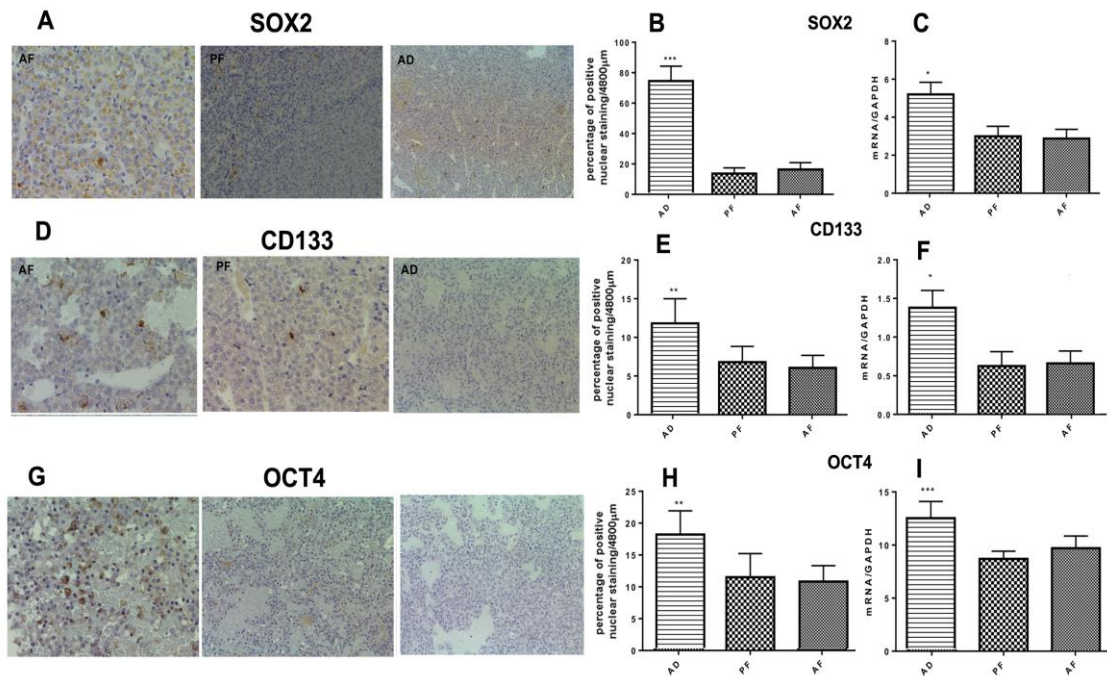 A
SOX2
AF
PF
AD
B
SOX2
percentage of positive
nuclear staining/4800µm
100
80
60
40
20
0
***
AD
PF
AF
C
mRNA/GAPDH
8
6
4
2
0
*
AD
PF
AF
D
CD133
AF
PF
AD
E
CD133
percentage of positive
nuclear staining/4800µm
20
15
10
5
0
**
AD
PF
AF
F
mRNA/GAPDH
2.0
1.5
1.0
0.5
0.0
*
AD
PF
AF
G
OCT4
H
OCT4
percentage of positive
nuclear staining/4800µm
25
20
15
10
5
0
**
AD
PF
AF
I
mRNA/GAPDH
15
10
5
0
***
AD
PF
AF